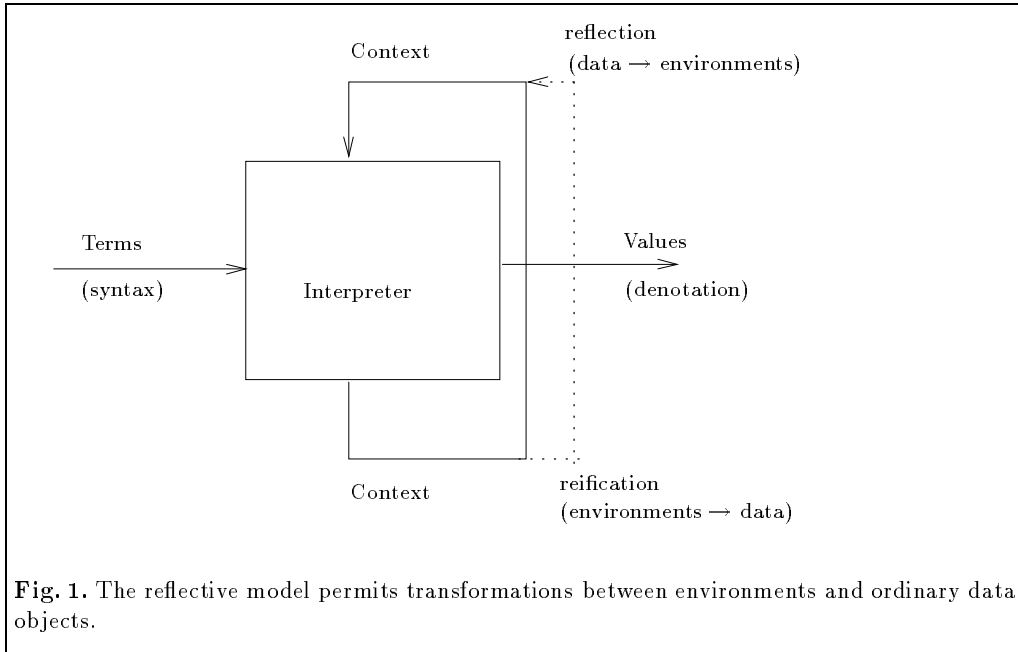 reflection
Context
(data → environments)
Terms
Values
(syntax)
Interpreter
(denotation)
Context
reification
(environments → data)
Fig. 1. The reflective model permits transformations between environments and ordinary data
objects.